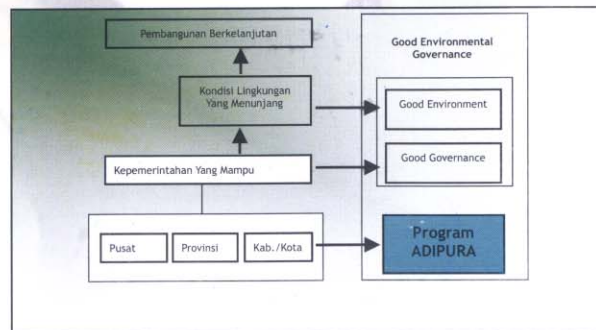 Pembangunan Berkelanjutan
Good Environmental
Governance
Kondisi Lingkungan
Yang Menunjang
Good Environment
Kepemerintahan Yang Mampu
Good Governance
Pusat
Provinsi
Kab./Kota
Program
ADIPURA